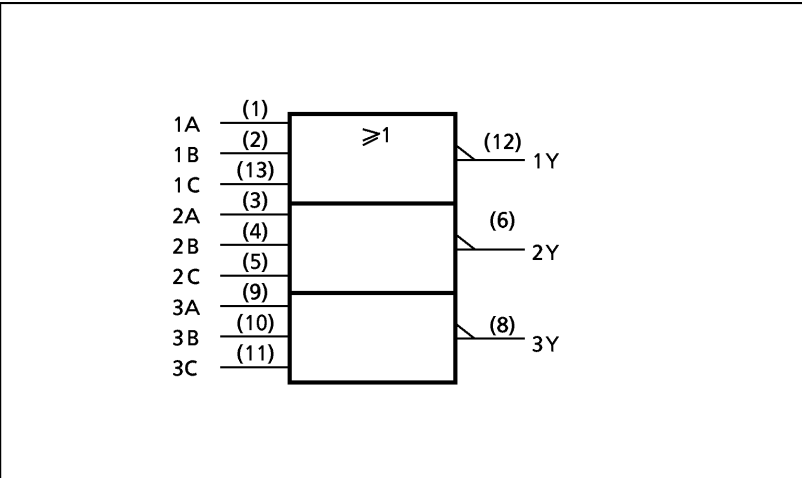 1A (1)
⩾1
1B (2)
(12) 1Y
1C (13)
2A (3)
2B (4)
(6) 2Y
2C (5)
3A (9)
3B (10)
(8) 3Y
3C (11)